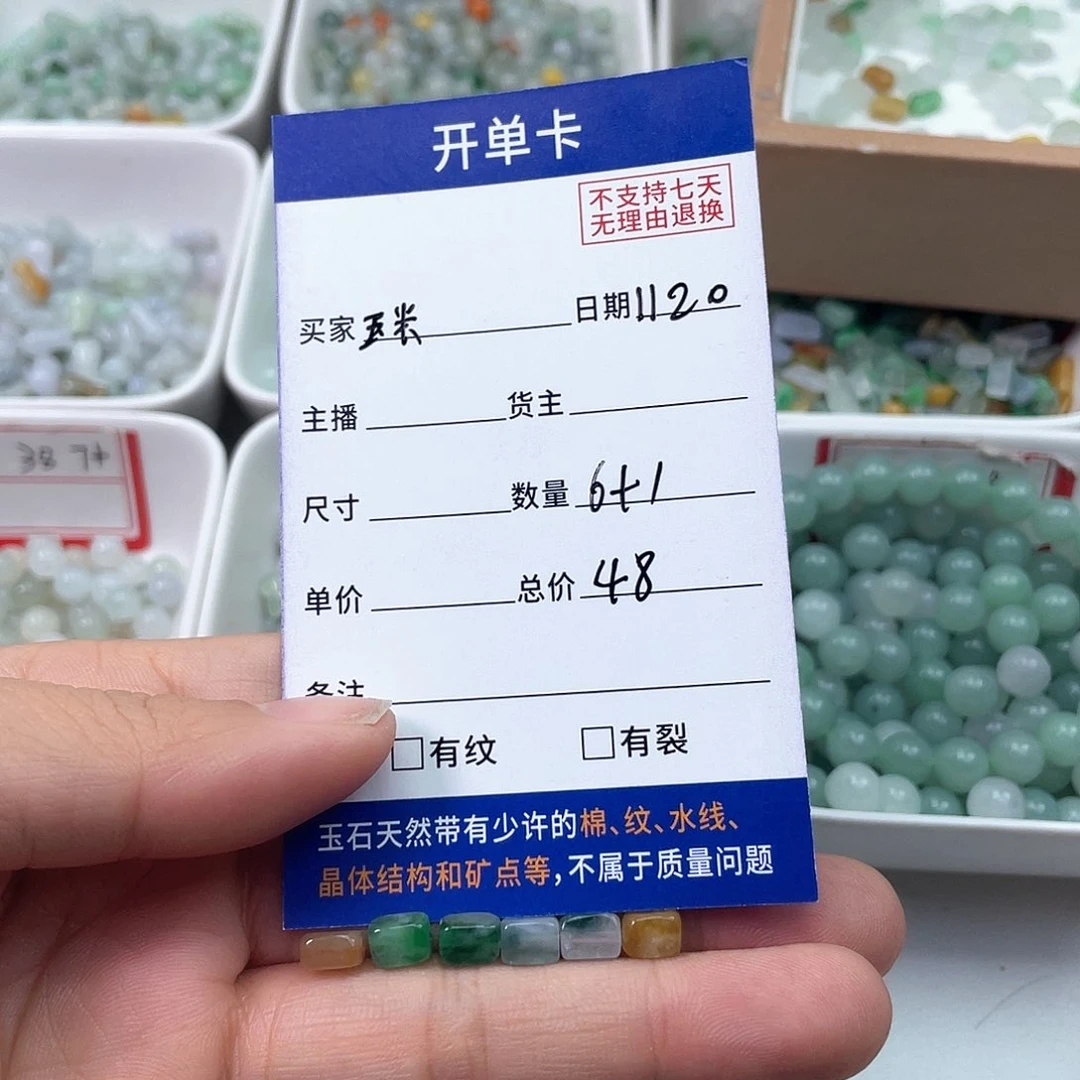 开单卡
不支持七天
无理由退换
买家 玉米 日期 1120
主播 货主
尺寸 数量 6+1
单价 总价 48
备注
有纹 有裂
玉石天然带有少许的棉、纹、水线、
晶体结构和矿点等,不属于质量问题
38 7+